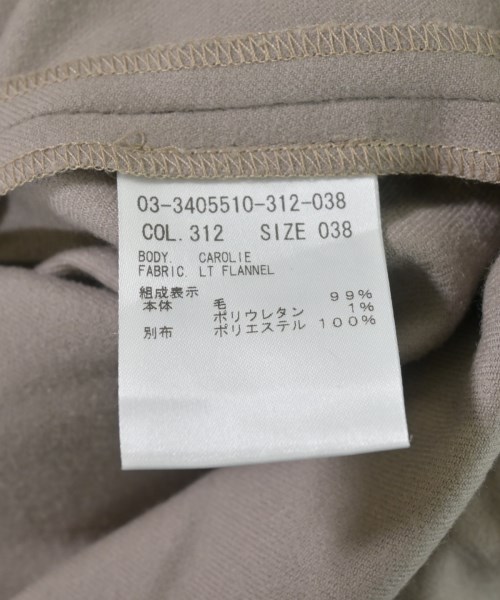 03-3405510-312-038
COL. 312 SIZE 038
BODY. CAROLIE
FABRIC. LT FLANNEL
組成表示
本体 毛 99%
ポリウレタン 1%
別布 ポリエステル 100%